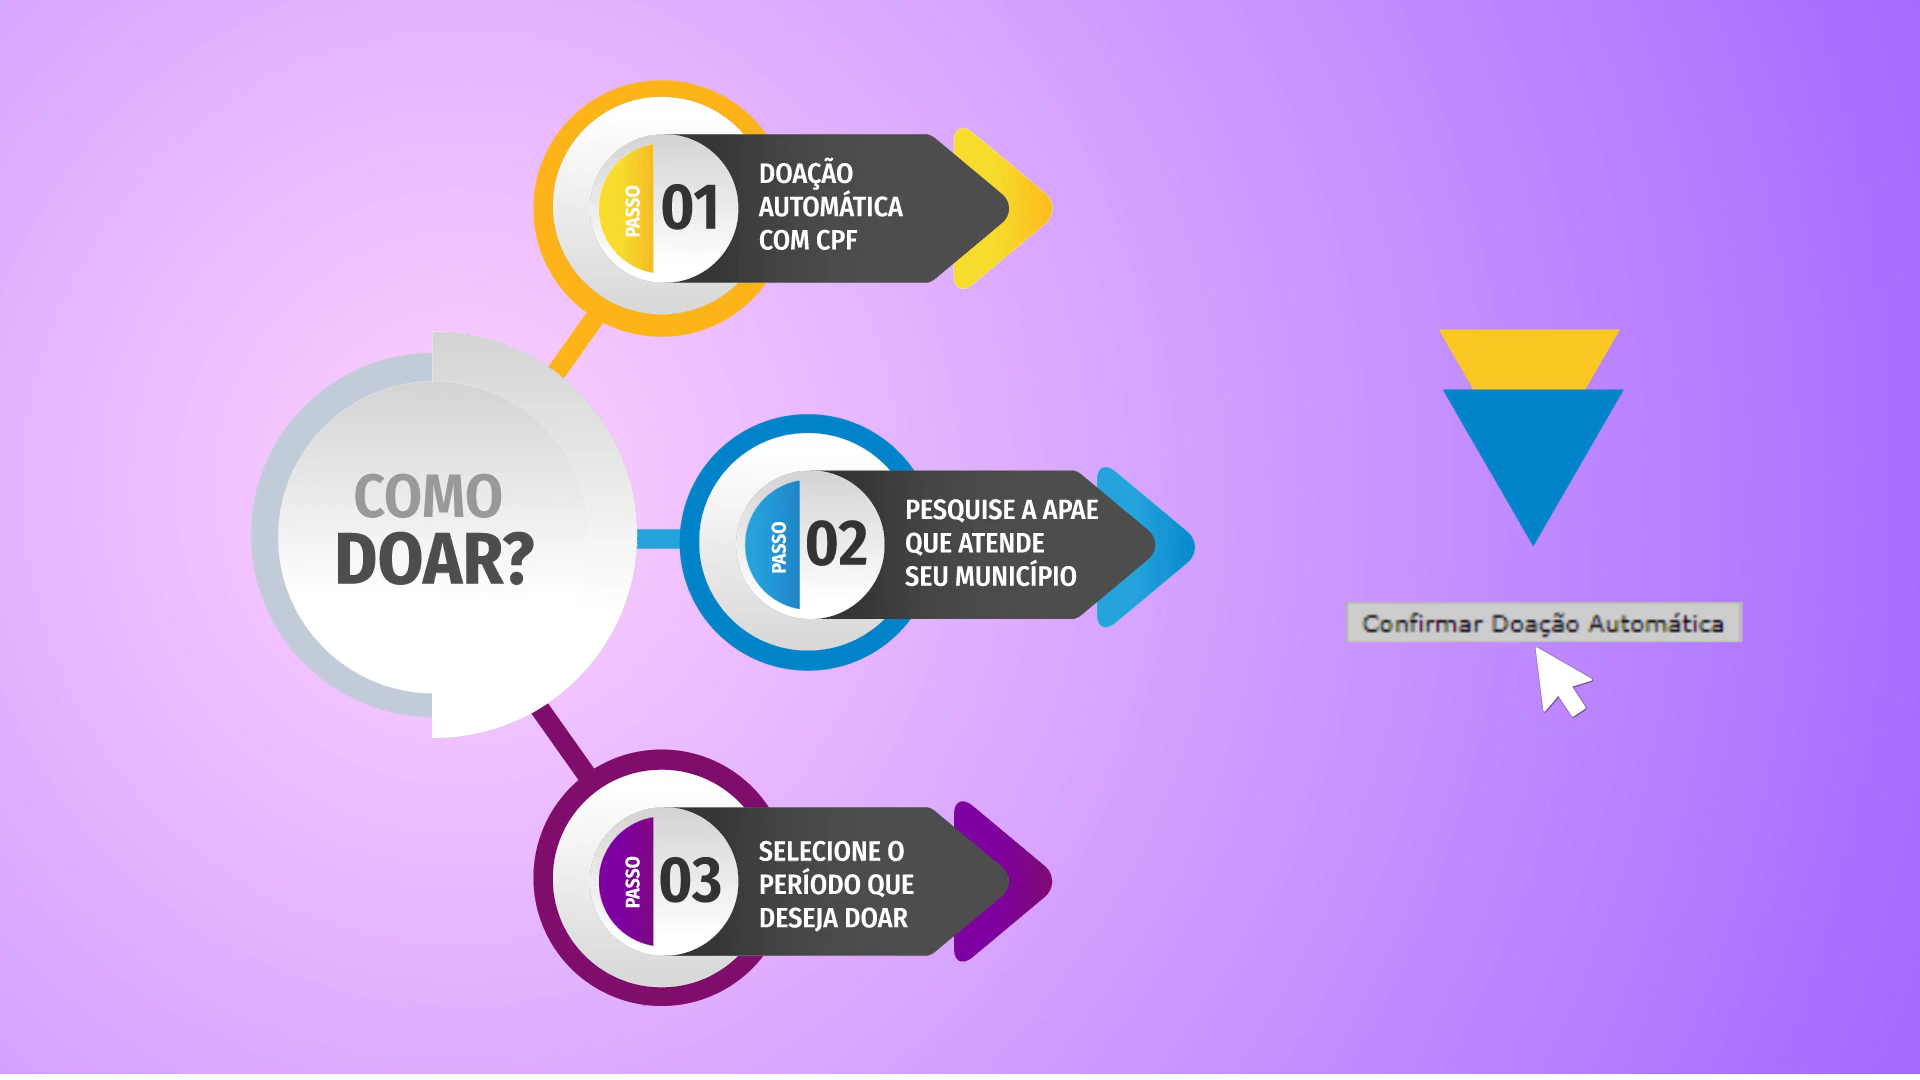 COMO
DOAR?
PASSO
01
DOAÇÃO
AUTOMÁTICA
COM CPF
PASSO
02
PESQUISE A APAE
QUE ATENDE
SEU MUNICÍPIO
PASSO
03
SELECIONE O
PERÍODO QUE
DESEJA DOAR
Confirmar Doação Automática